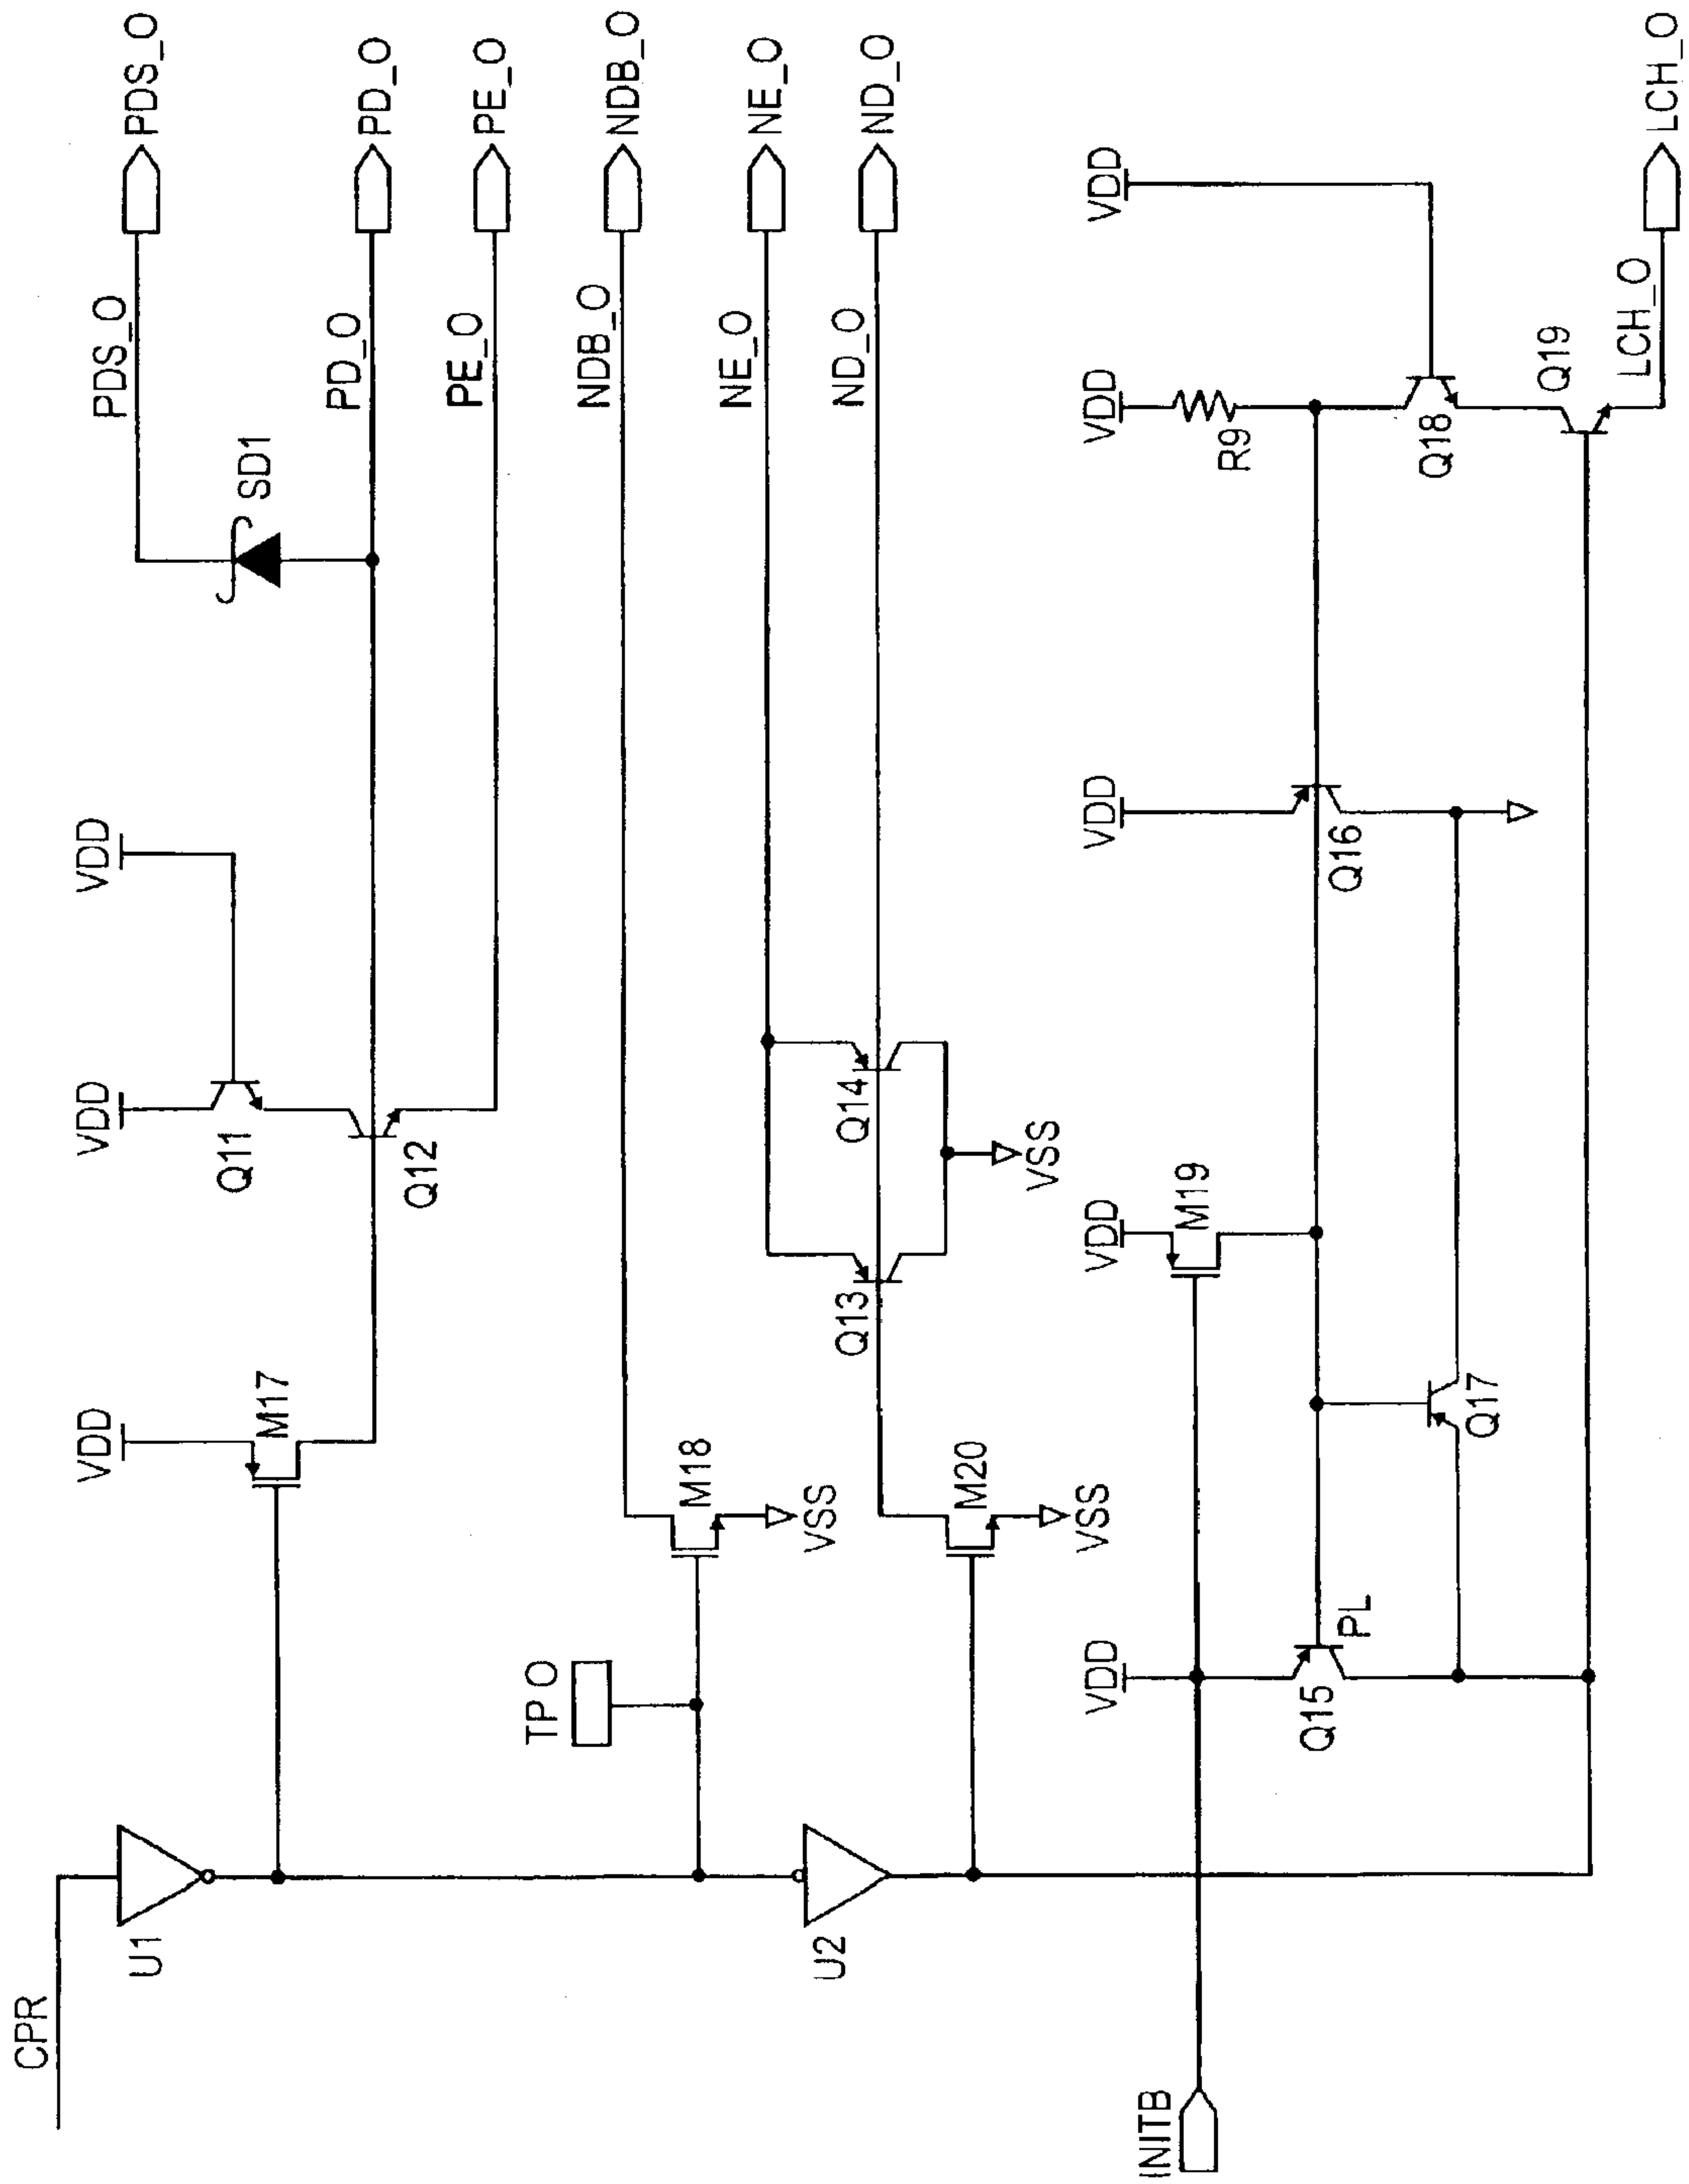 PDS_O
PDS_O
SD1
PD_O
PD_O
VDD
VDD
Q11
Q12
PE_O
PE_O
VDD
M17
CPR
U1
NDB_O
NDB_O
TP O
M18
VSS
NE_O
NE_O
ND_O
ND_O
Q13
Q14
VSS
U2
M20
VSS
VDD
VDD
VDD
VDD
VDD
M19
R9
Q15
PL
Q16
Q17
Q18
Q19
INITB
LCH_O
LCH_O